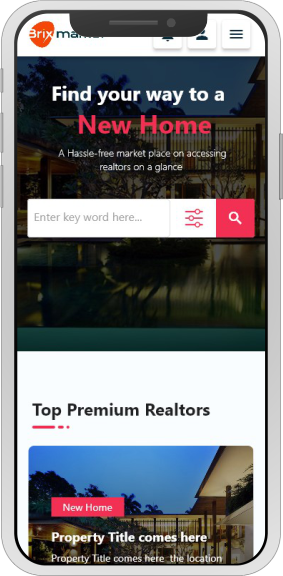 Brix market
Find your way to a
New Home
A Hassle-free market place on accessing
realtors on a glance
Enter key word here...
Top Premium Realtors
New Home
Property Title comes here
Property Title comes here, the location